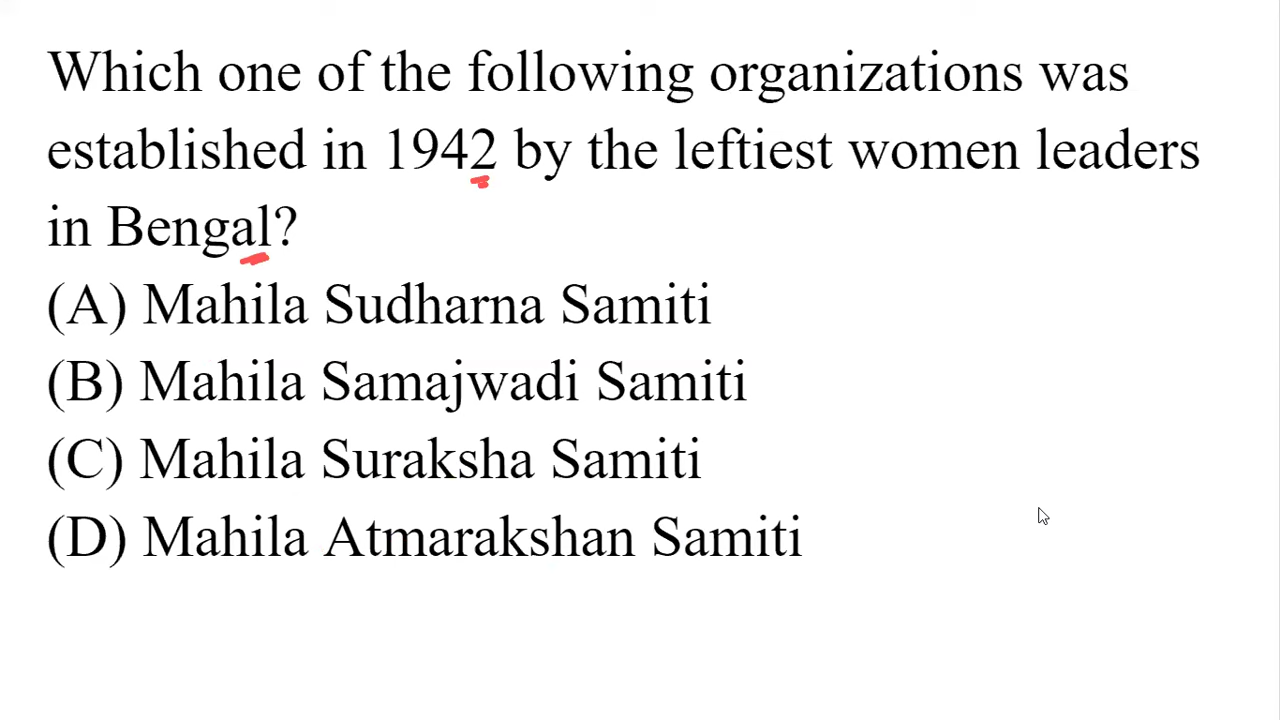 Which one of the following organizations was
established in 1942 by the leftiest women leaders
in Bengal?
(A) Mahila Sudharna Samiti
(B) Mahila Samajwadi Samiti
(C) Mahila Suraksha Samiti
(D) Mahila Atmarakshan Samiti